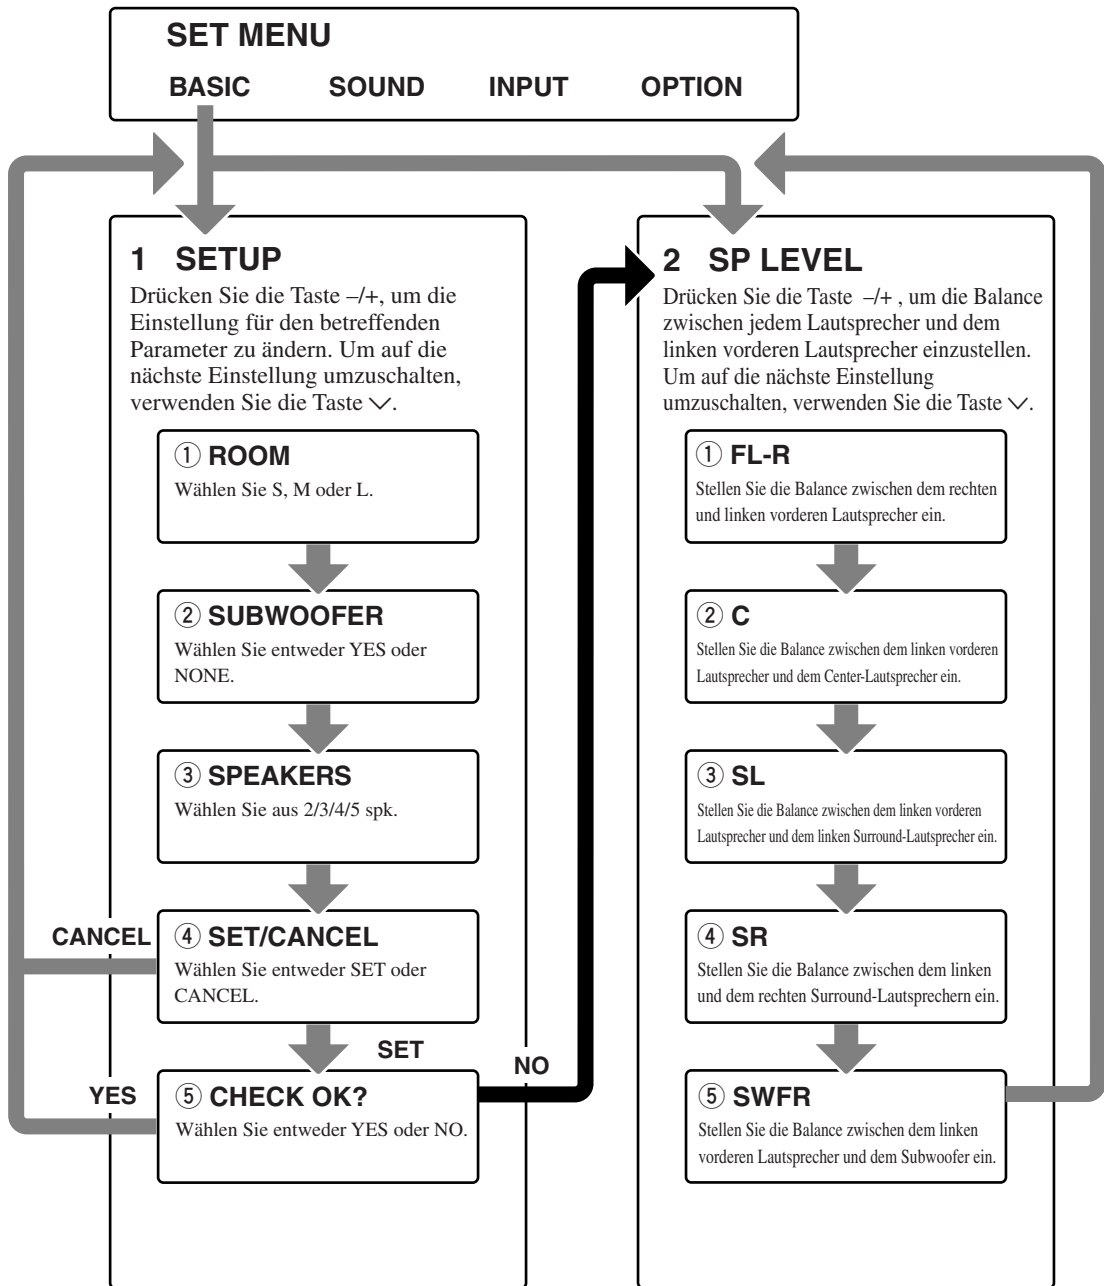 SET MENU
BASIC SOUND INPUT OPTION
1 SETUP
Drücken Sie die Taste –/+, um die
Einstellung für den betreffenden
Parameter zu ändern. Um auf die
nächste Einstellung umzuschalten,
verwenden Sie die Taste ∨.
① ROOM
Wählen Sie S, M oder L.
② SUBWOOFER
Wählen Sie entweder YES oder
NONE.
③ SPEAKERS
Wählen Sie aus 2/3/4/5 spk.
CANCEL
④ SET/CANCEL
Wählen Sie entweder SET oder
CANCEL.
SET
NO
YES
⑤ CHECK OK?
Wählen Sie entweder YES oder NO.
2 SP LEVEL
Drücken Sie die Taste –/+ , um die Balance
zwischen jedem Lautsprecher und dem
linken vorderen Lautsprecher einzustellen.
Um auf die nächste Einstellung
umzuschalten, verwenden Sie die Taste ∨.
① FL-R
Stellen Sie die Balance zwischen dem rechten
und linken vorderen Lautsprecher ein.
② C
Stellen Sie die Balance zwischen dem linken vorderen
Lautsprecher und dem Center-Lautsprecher ein.
③ SL
Stellen Sie die Balance zwischen dem linken vorderen
Lautsprecher und dem linken Surround-Lautsprecher ein.
④ SR
Stellen Sie die Balance zwischen dem linken
und dem rechten Surround-Lautsprechern ein.
⑤ SWFR
Stellen Sie die Balance zwischen dem linken
vorderen Lautsprecher und dem Subwoofer ein.